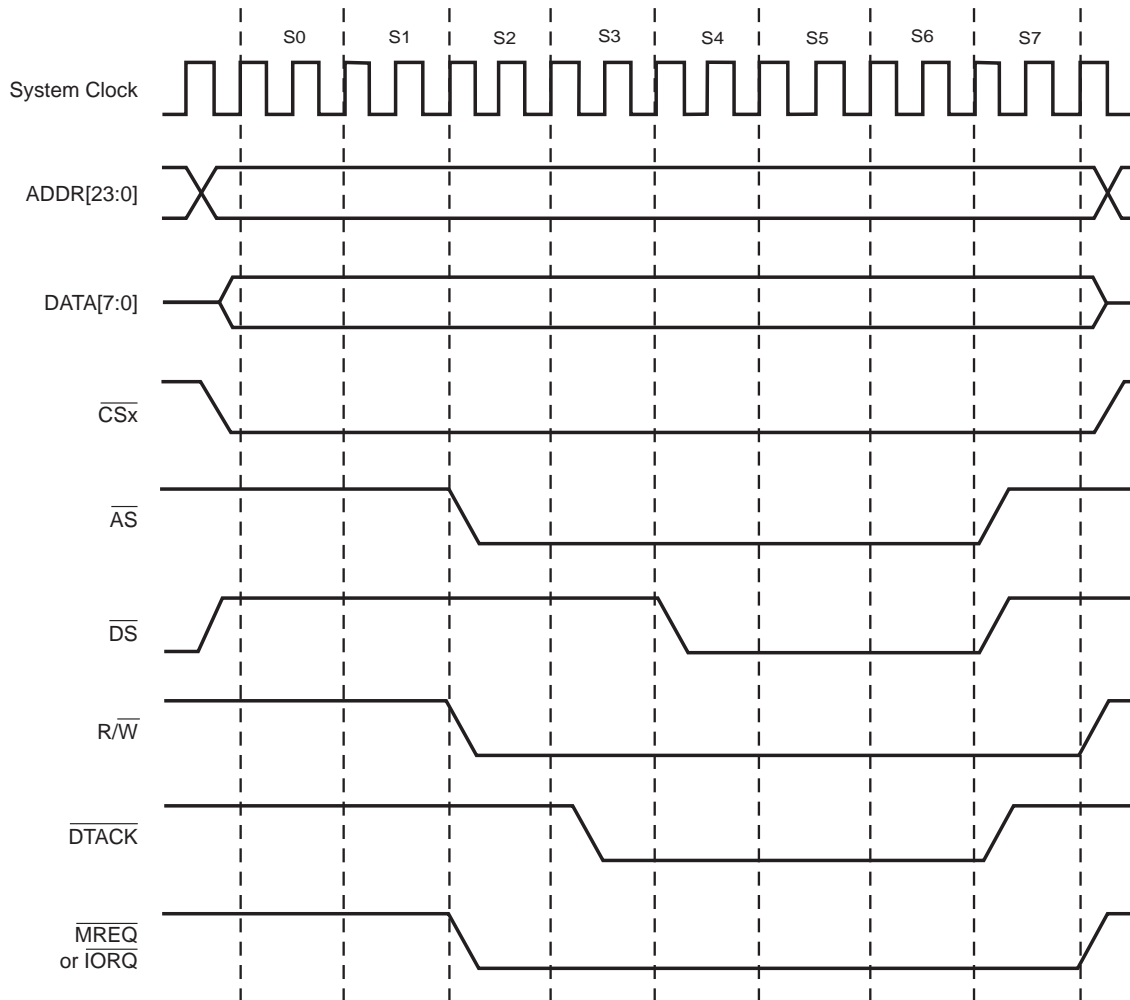 S0 S1 S2 S3 S4 S5 S6 S7
System Clock
ADDR[23:0]
DATA[7:0]
CSx
AS
DS
R/W
DTACK
MREQ
or IORQ